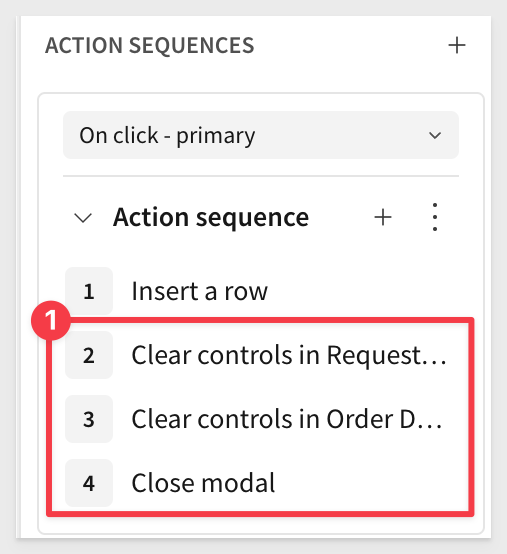 ACTION SEQUENCES
On click - primary
Action sequence
1 Insert a row
1
2 Clear controls in Request...
3 Clear controls in Order D...
4 Close modal